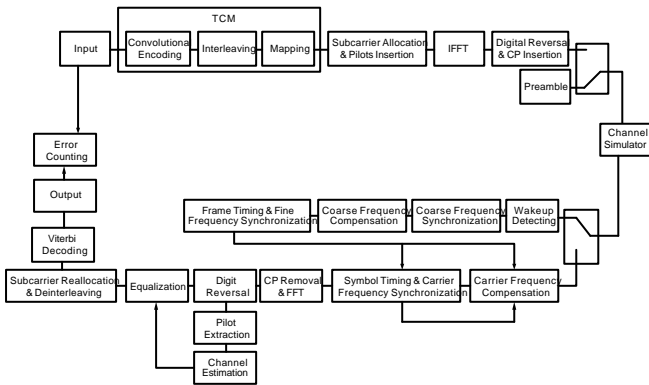 TCM
Input
Convolutional
Encoding
Interleaving
Mapping
Subcarrier Allocation
& Pilots Insertion
IFFT
Digital Reversal
& CP Insertion
Preamble
Channel
Simulator
Error
Counting
Output
Viterbi
Decoding
Frame Timing & Fine
Frequency Synchronization
Coarse Frequency
Compensation
Coarse Frequency
Synchronization
Wakeup
Detecting
Subcarrier Reallocation
& Deinterleaving
Equalization
Digit
Reversal
CP Removal
& FFT
Symbol Timing & Carrier
Frequency Synchronization
Carrier Frequency
Compensation
Pilot
Extraction
Channel
Estimation